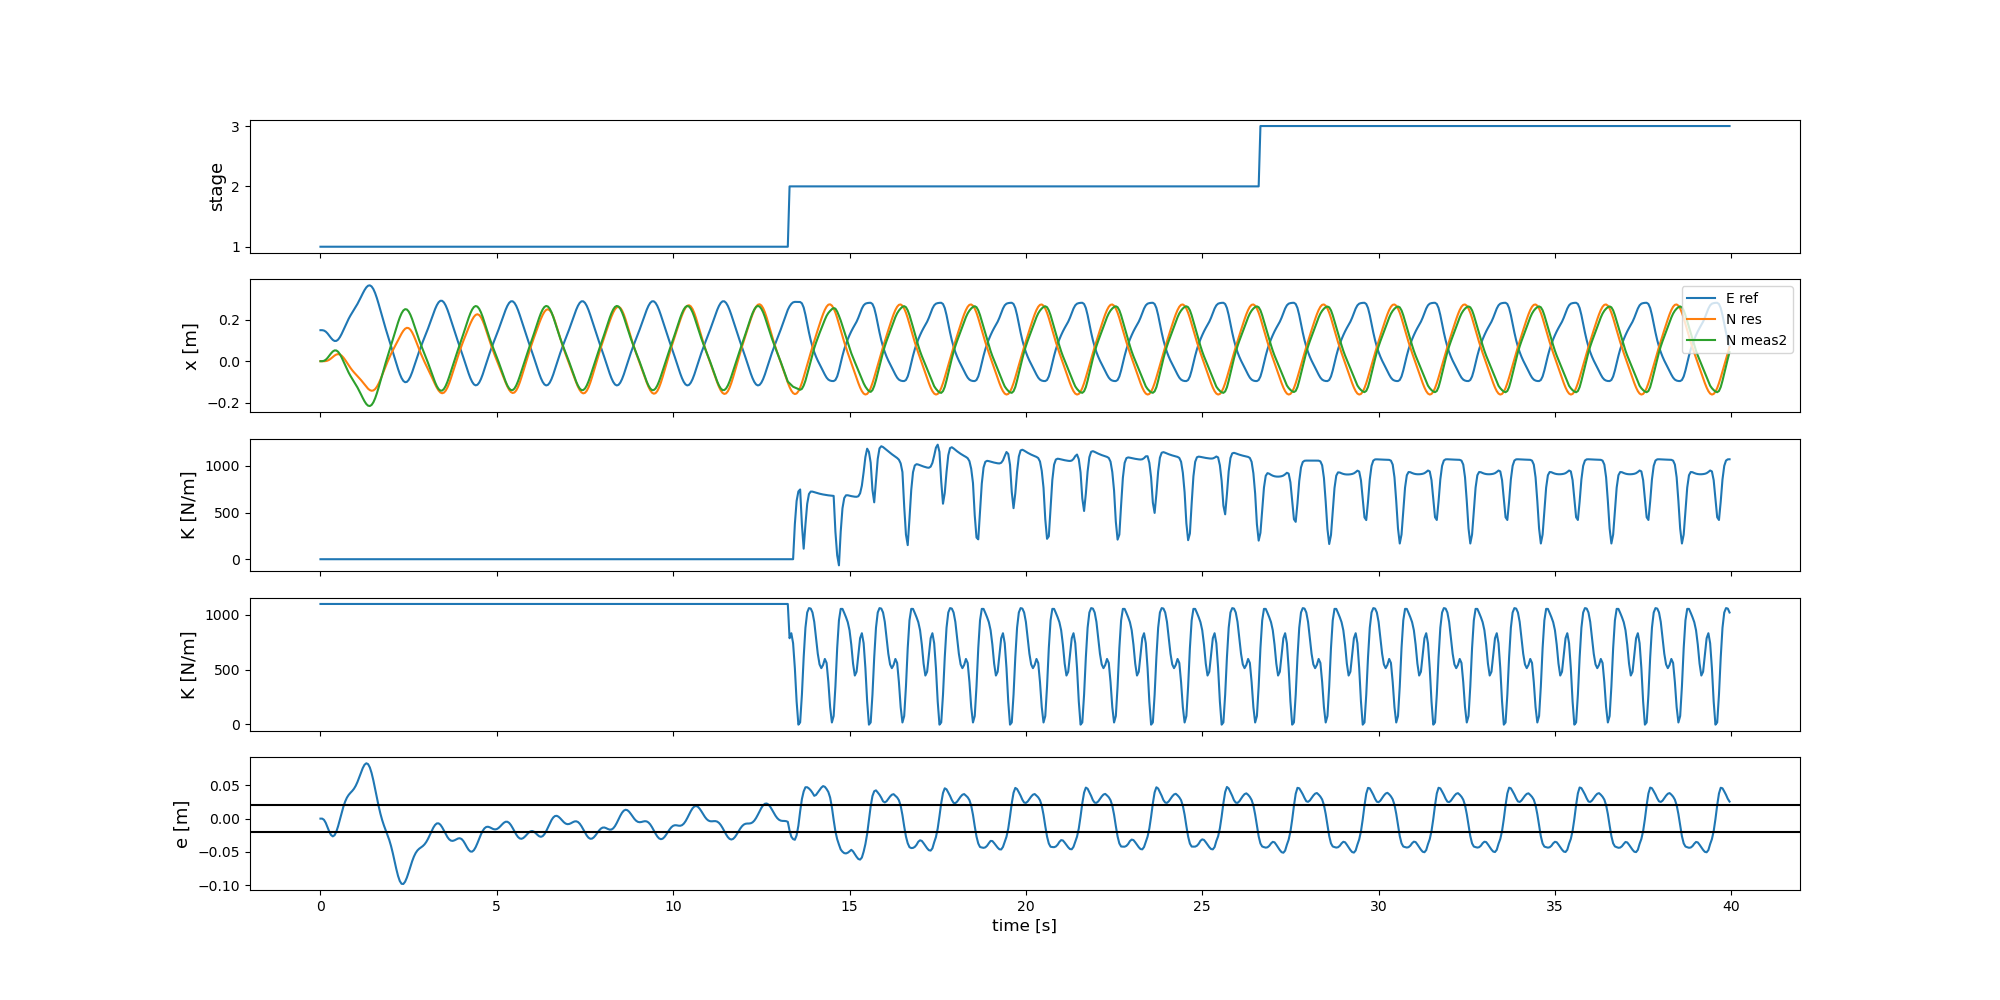 3
2
1
stage
0.2
0.0
−0.2
x [m]
E ref
N res
N meas2
1000
500
0
K [N/m]
1000
500
0
K [N/m]
0.05
0.00
−0.05
−0.10
e [m]
0 5 10 15 20 25 30 35 40
time [s]